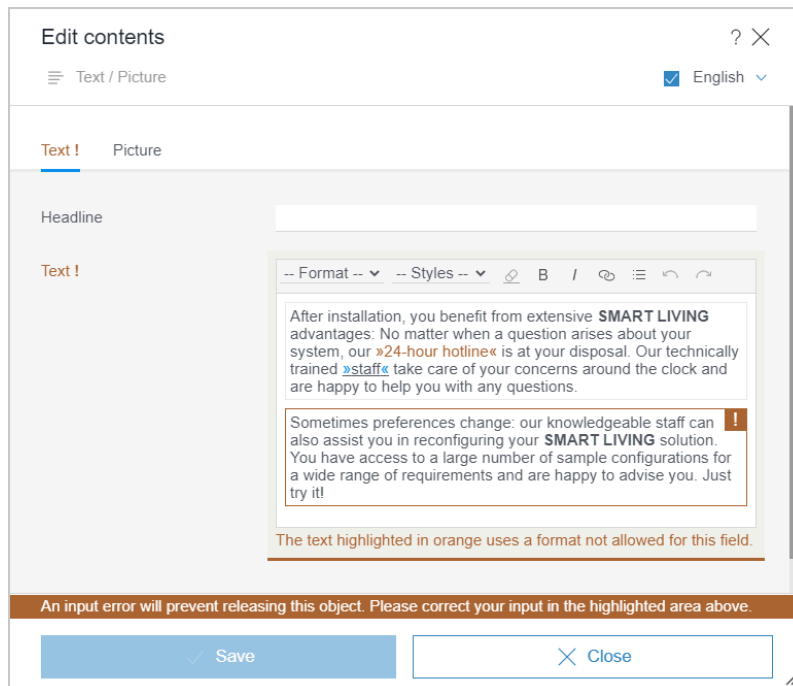 Edit contents ?
Text / Picture English
Text ! Picture
Headline
Text !
-- Format -- -- Styles -- B I
After installation, you benefit from extensive SMART LIVING
advantages: No matter when a question arises about your
system, our »24-hour hotline« is at your disposal. Our technically
trained »staff« take care of your concerns around the clock and
are happy to help you with any questions.
!
Sometimes preferences change: our knowledgeable staff can
also assist you in reconfiguring your SMART LIVING solution.
You have access to a large number of sample configurations for
a wide range of requirements and are happy to advise you. Just
try it!
The text highlighted in orange uses a format not allowed for this field.
An input error will prevent releasing this object. Please correct your input in the highlighted area above.
Save Close